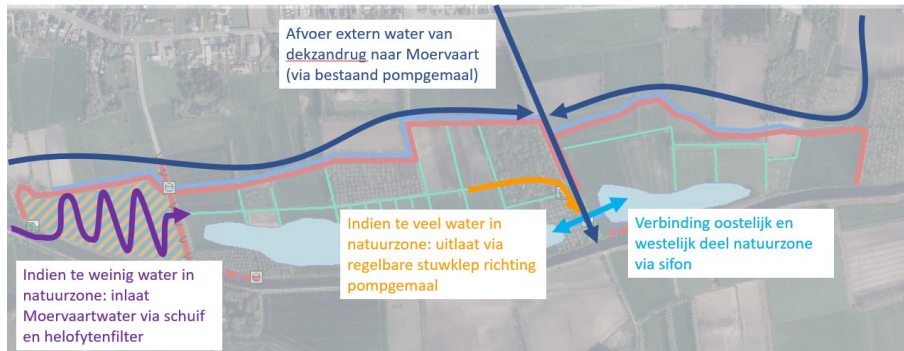 Afvoer extern water van
dekzandrug naar Moervaart
(via bestaand pompgemaal)
Indien te veel water in
natuurzone: uitlaat via
regelbare stuwklep richting
pompgemaal
Verbinding oostelijk en
westelijk deel natuurzone
via sifon
Indien te weinig water in
natuurzone: inlaat
Moervaartwater via schuif
en helofytenfilter